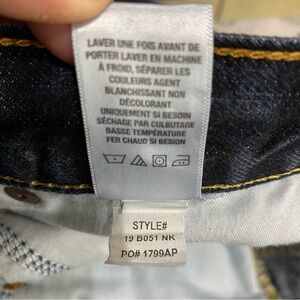 LAVER UNE FOIS AVANT DE
PORTER LAVER EN MACHINE
À FROID, SÉPARER LES
COULEURS AGENT
BLANCHISSANT NON
DÉCOLORANT
UNIQUEMENT SI BESOIN
SÉCHAGE PAR CULBUTAGE
BASSE TEMPÉRATURE
FER CHAUD SI BESOIN
STYLE#
19 B051 NK
PO# 1799AP